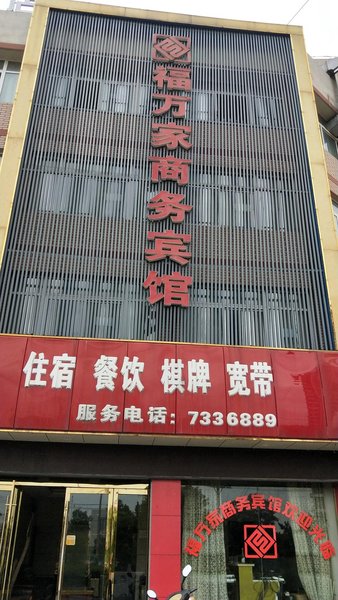 福万家商务宾馆
住宿 餐饮 棋牌 宽带
服务电话：7336889
福万家商务宾馆欢迎光临